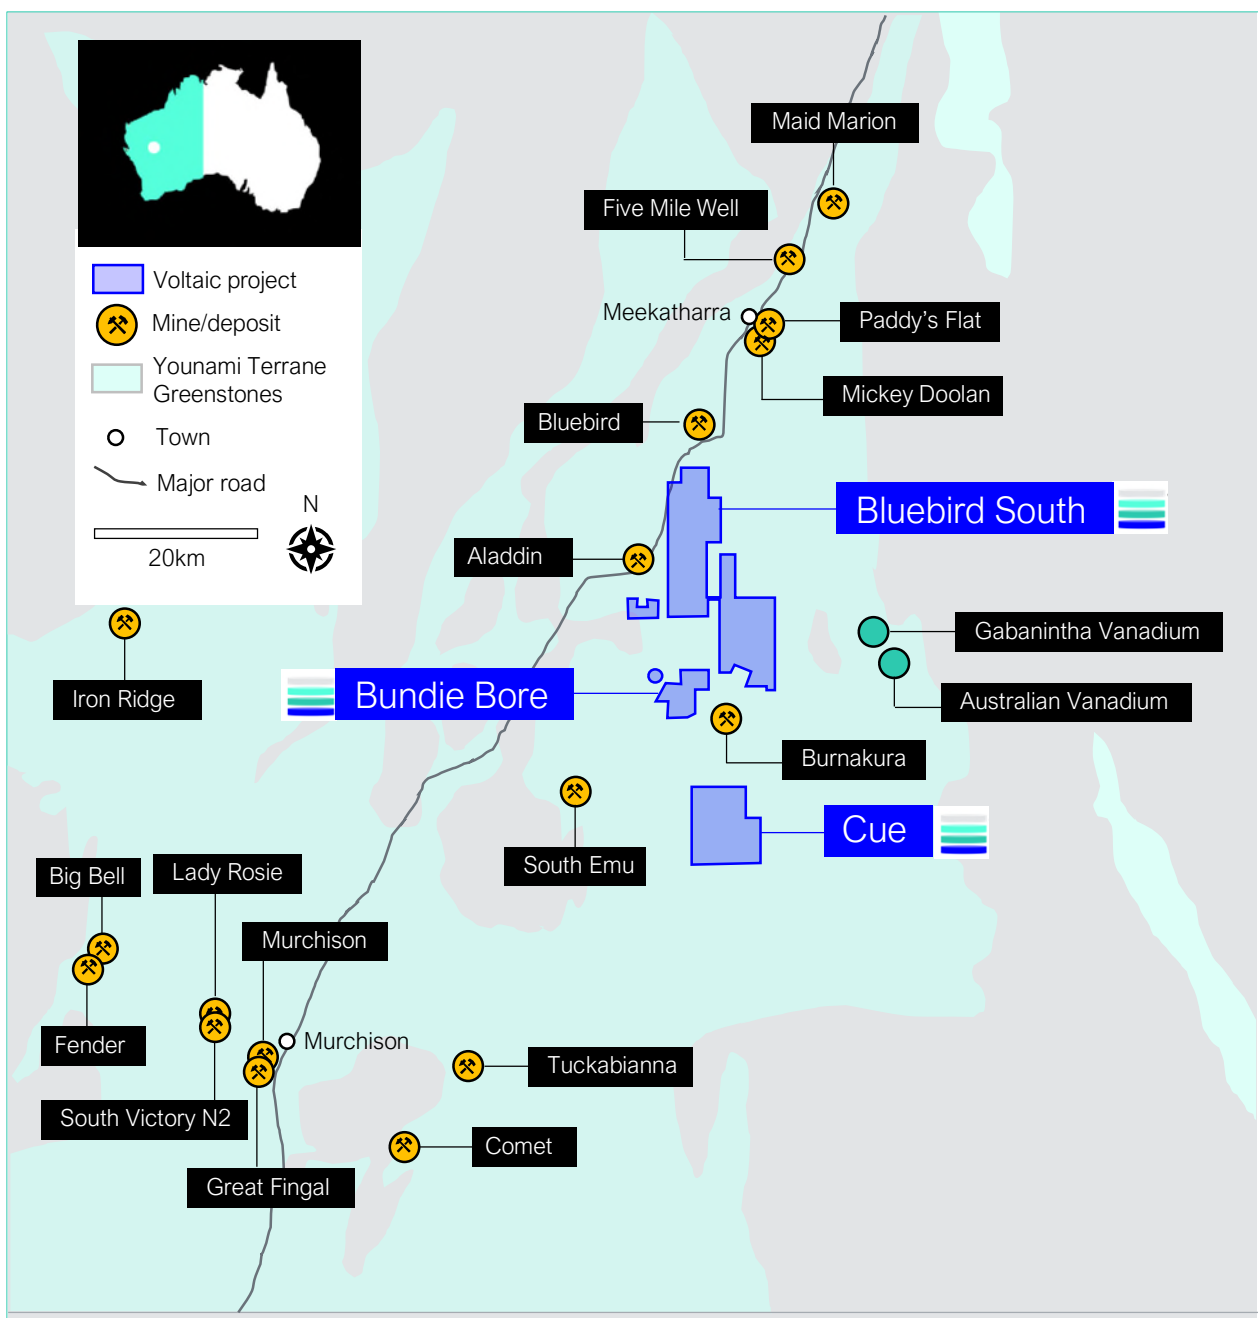 Maid Marion
Five Mile Well
Voltaic project
Mine/deposit
Meekatharra
Paddy's Flat
Younami Terrane
Greenstones
Mickey Doolan
Bluebird
Town
Major road
N
Bluebird South
20km
Aladdin
Gabanintha Vanadium
Iron Ridge
Bundie Bore
Australian Vanadium
Burnakura
Cue
South Emu
Big Bell
Lady Rosie
Murchison
Fender
Murchison
Tuckabianna
South Victory N2
Comet
Great Fingal